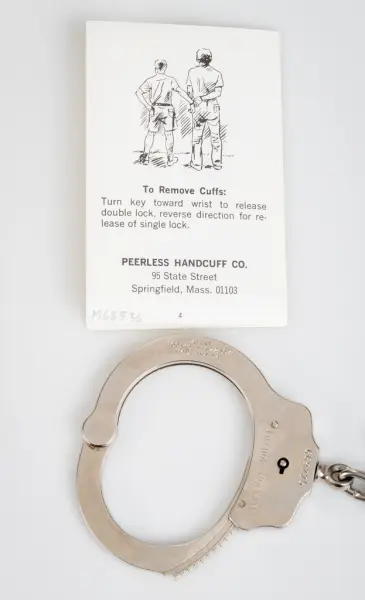 To Remove Cuffs:
Turn key toward wrist to release
double lock, reverse direction for re-
lease of single lock.
PEERLESS HANDCUFF CO.
95 State Street
Springfield, Mass. 01103
4